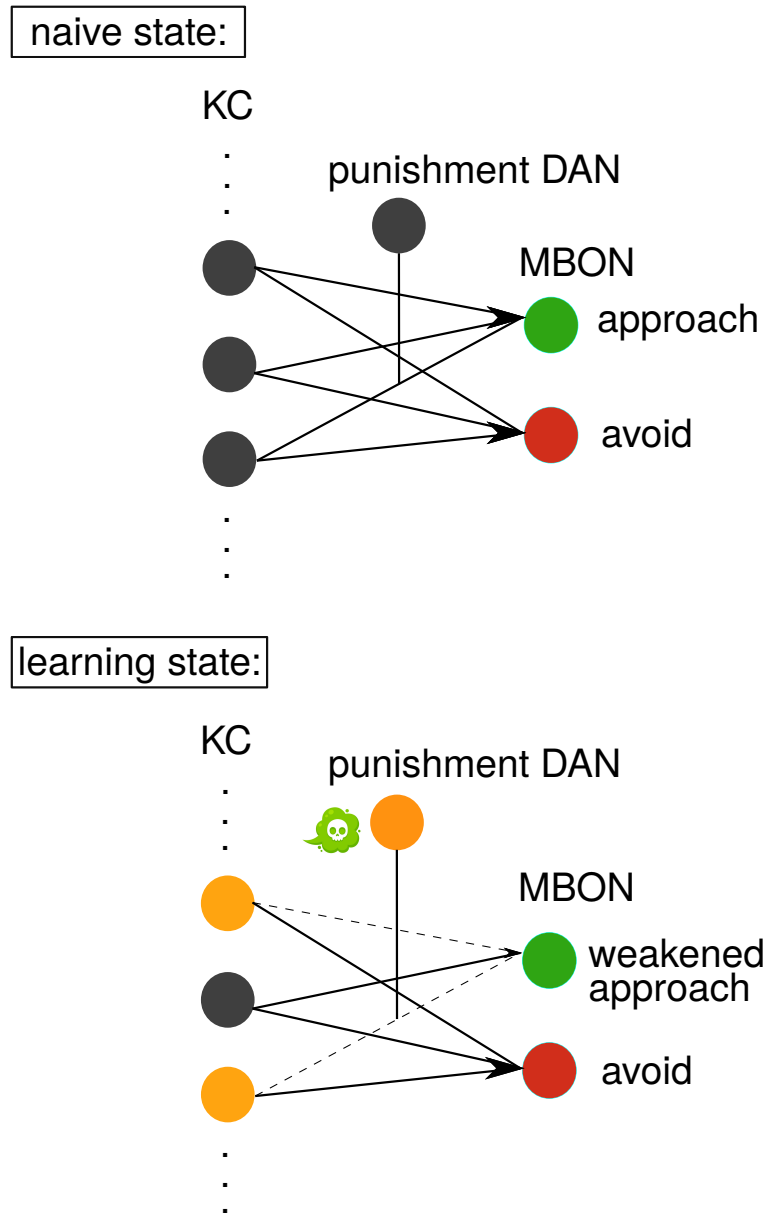 naive state:
KC
punishment DAN
MBON
approach
avoid
learning state:
KC
punishment DAN
MBON
weakened
approach
avoid